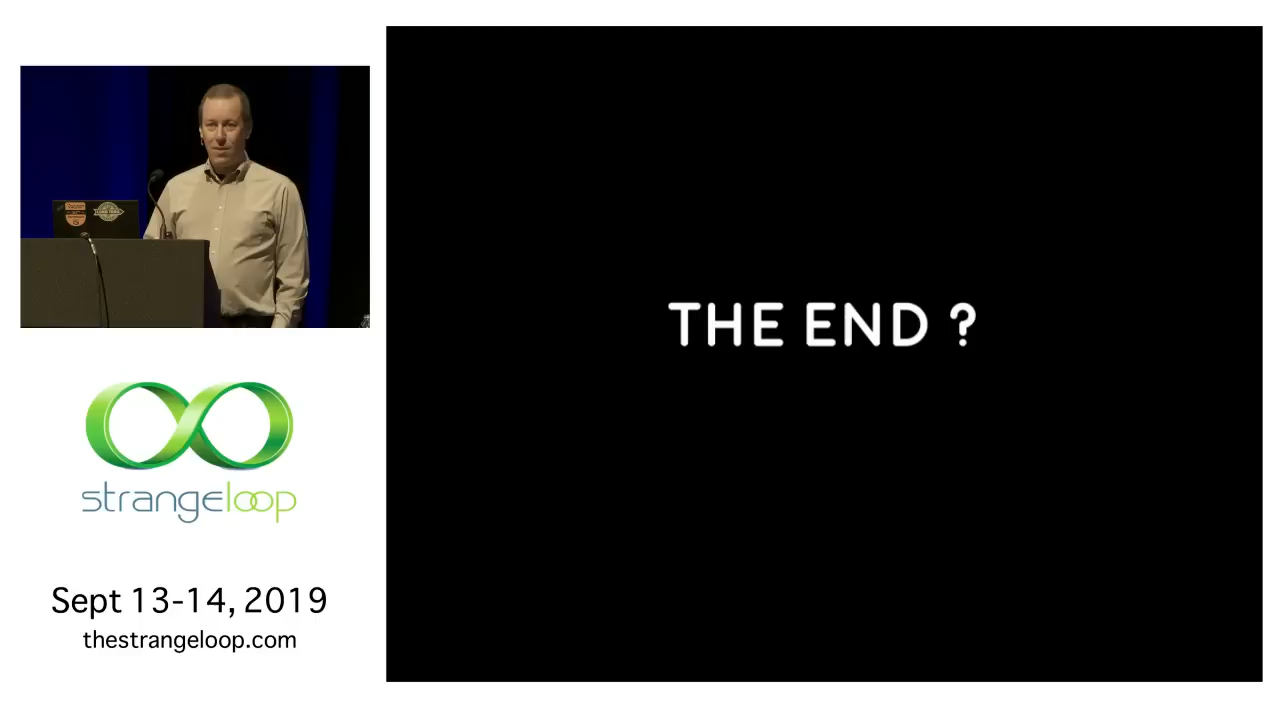 strangeloop
Sept 13-14, 2019
thestrangeloop.com
THE END ?